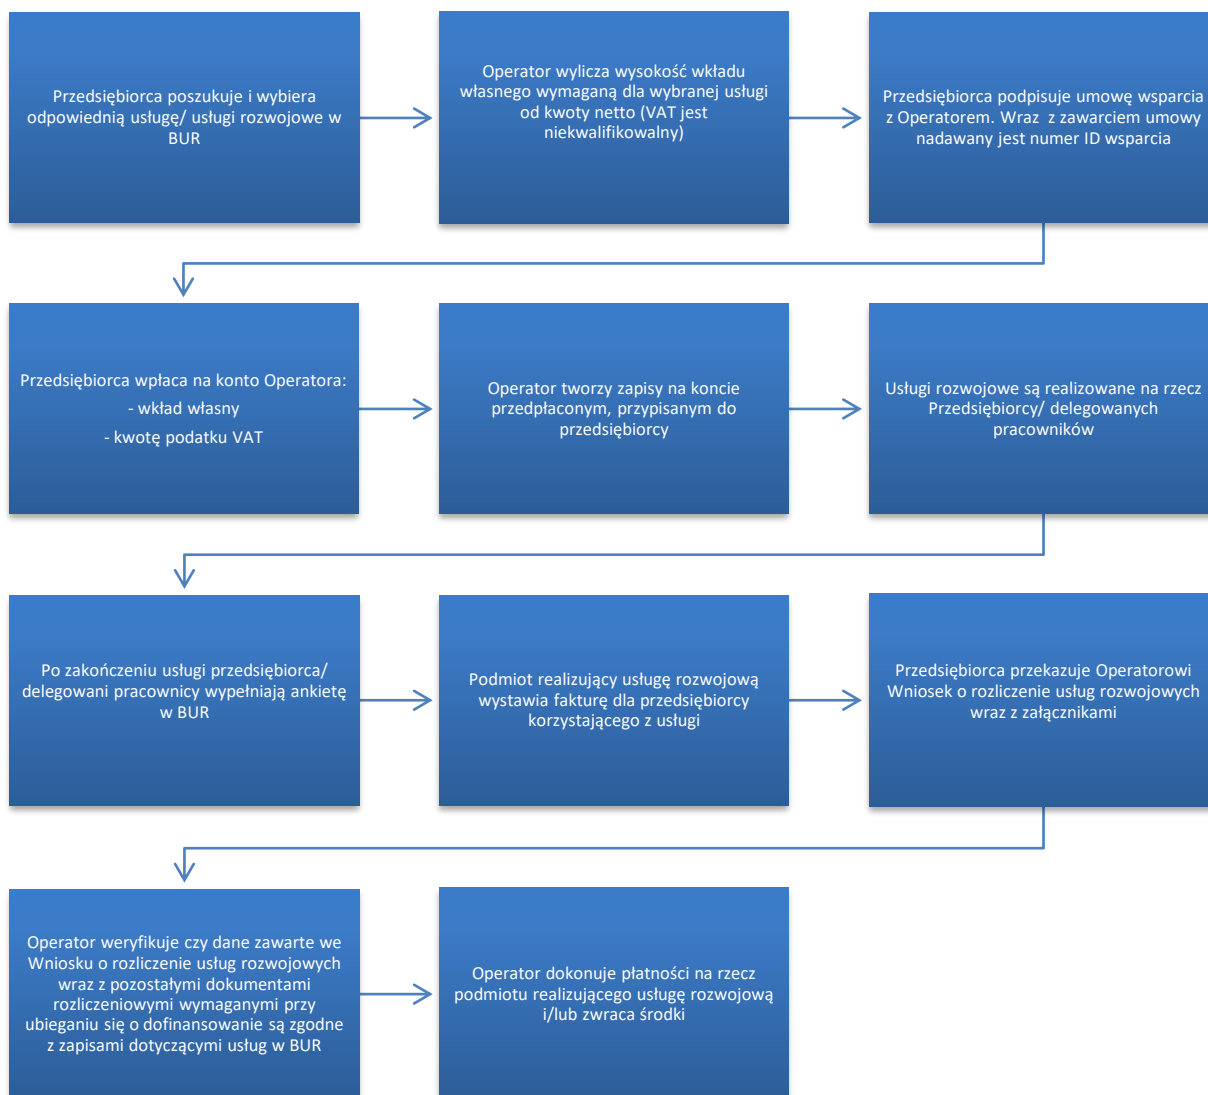 Przedsiębiorca poszukuje i wybiera
odpowiednią usługę/ usługi rozwojowe w
BUR
Operator wylicza wysokość wkładu
własnego wymaganą dla wybranej usługi
od kwoty netto (VAT jest
niekwalifikowalny)
Przedsiębiorca podpisuje umowę wsparcia
z Operatorem. Wraz z zawarciem umowy
nadawany jest numer ID wsparcia
Przedsiębiorca wpłaca na konto Operatora:
- wkład własny
- kwotę podatku VAT
Operator tworzy zapisy na koncie
przedpłaconym, przypisanym do
przedsiębiorcy
Usługi rozwojowe są realizowane na rzecz
Przedsiębiorcy/ delegowanych
pracowników
Po zakończeniu usługi przedsiębiorca/
delegowani pracownicy wypełniają ankietę
w BUR
Podmiot realizujący usługę rozwojową
wystawia fakturę dla przedsiębiorcy
korzystającego z usługi
Przedsiębiorca przekazuje Operatorowi
Wniosek o rozliczenie usług rozwojowych
wraz z załącznikami
Operator weryfikuje czy dane zawarte we
Wniosku o rozliczenie usług rozwojowych
wraz z pozostałymi dokumentami
rozliczeniowymi wymaganymi przy
ubieganiu się o dofinansowanie są zgodne
z zapisami dotyczącymi usług w BUR
Operator dokonuje płatności na rzecz
podmiotu realizującego usługę rozwojową
i/lub zwraca środki